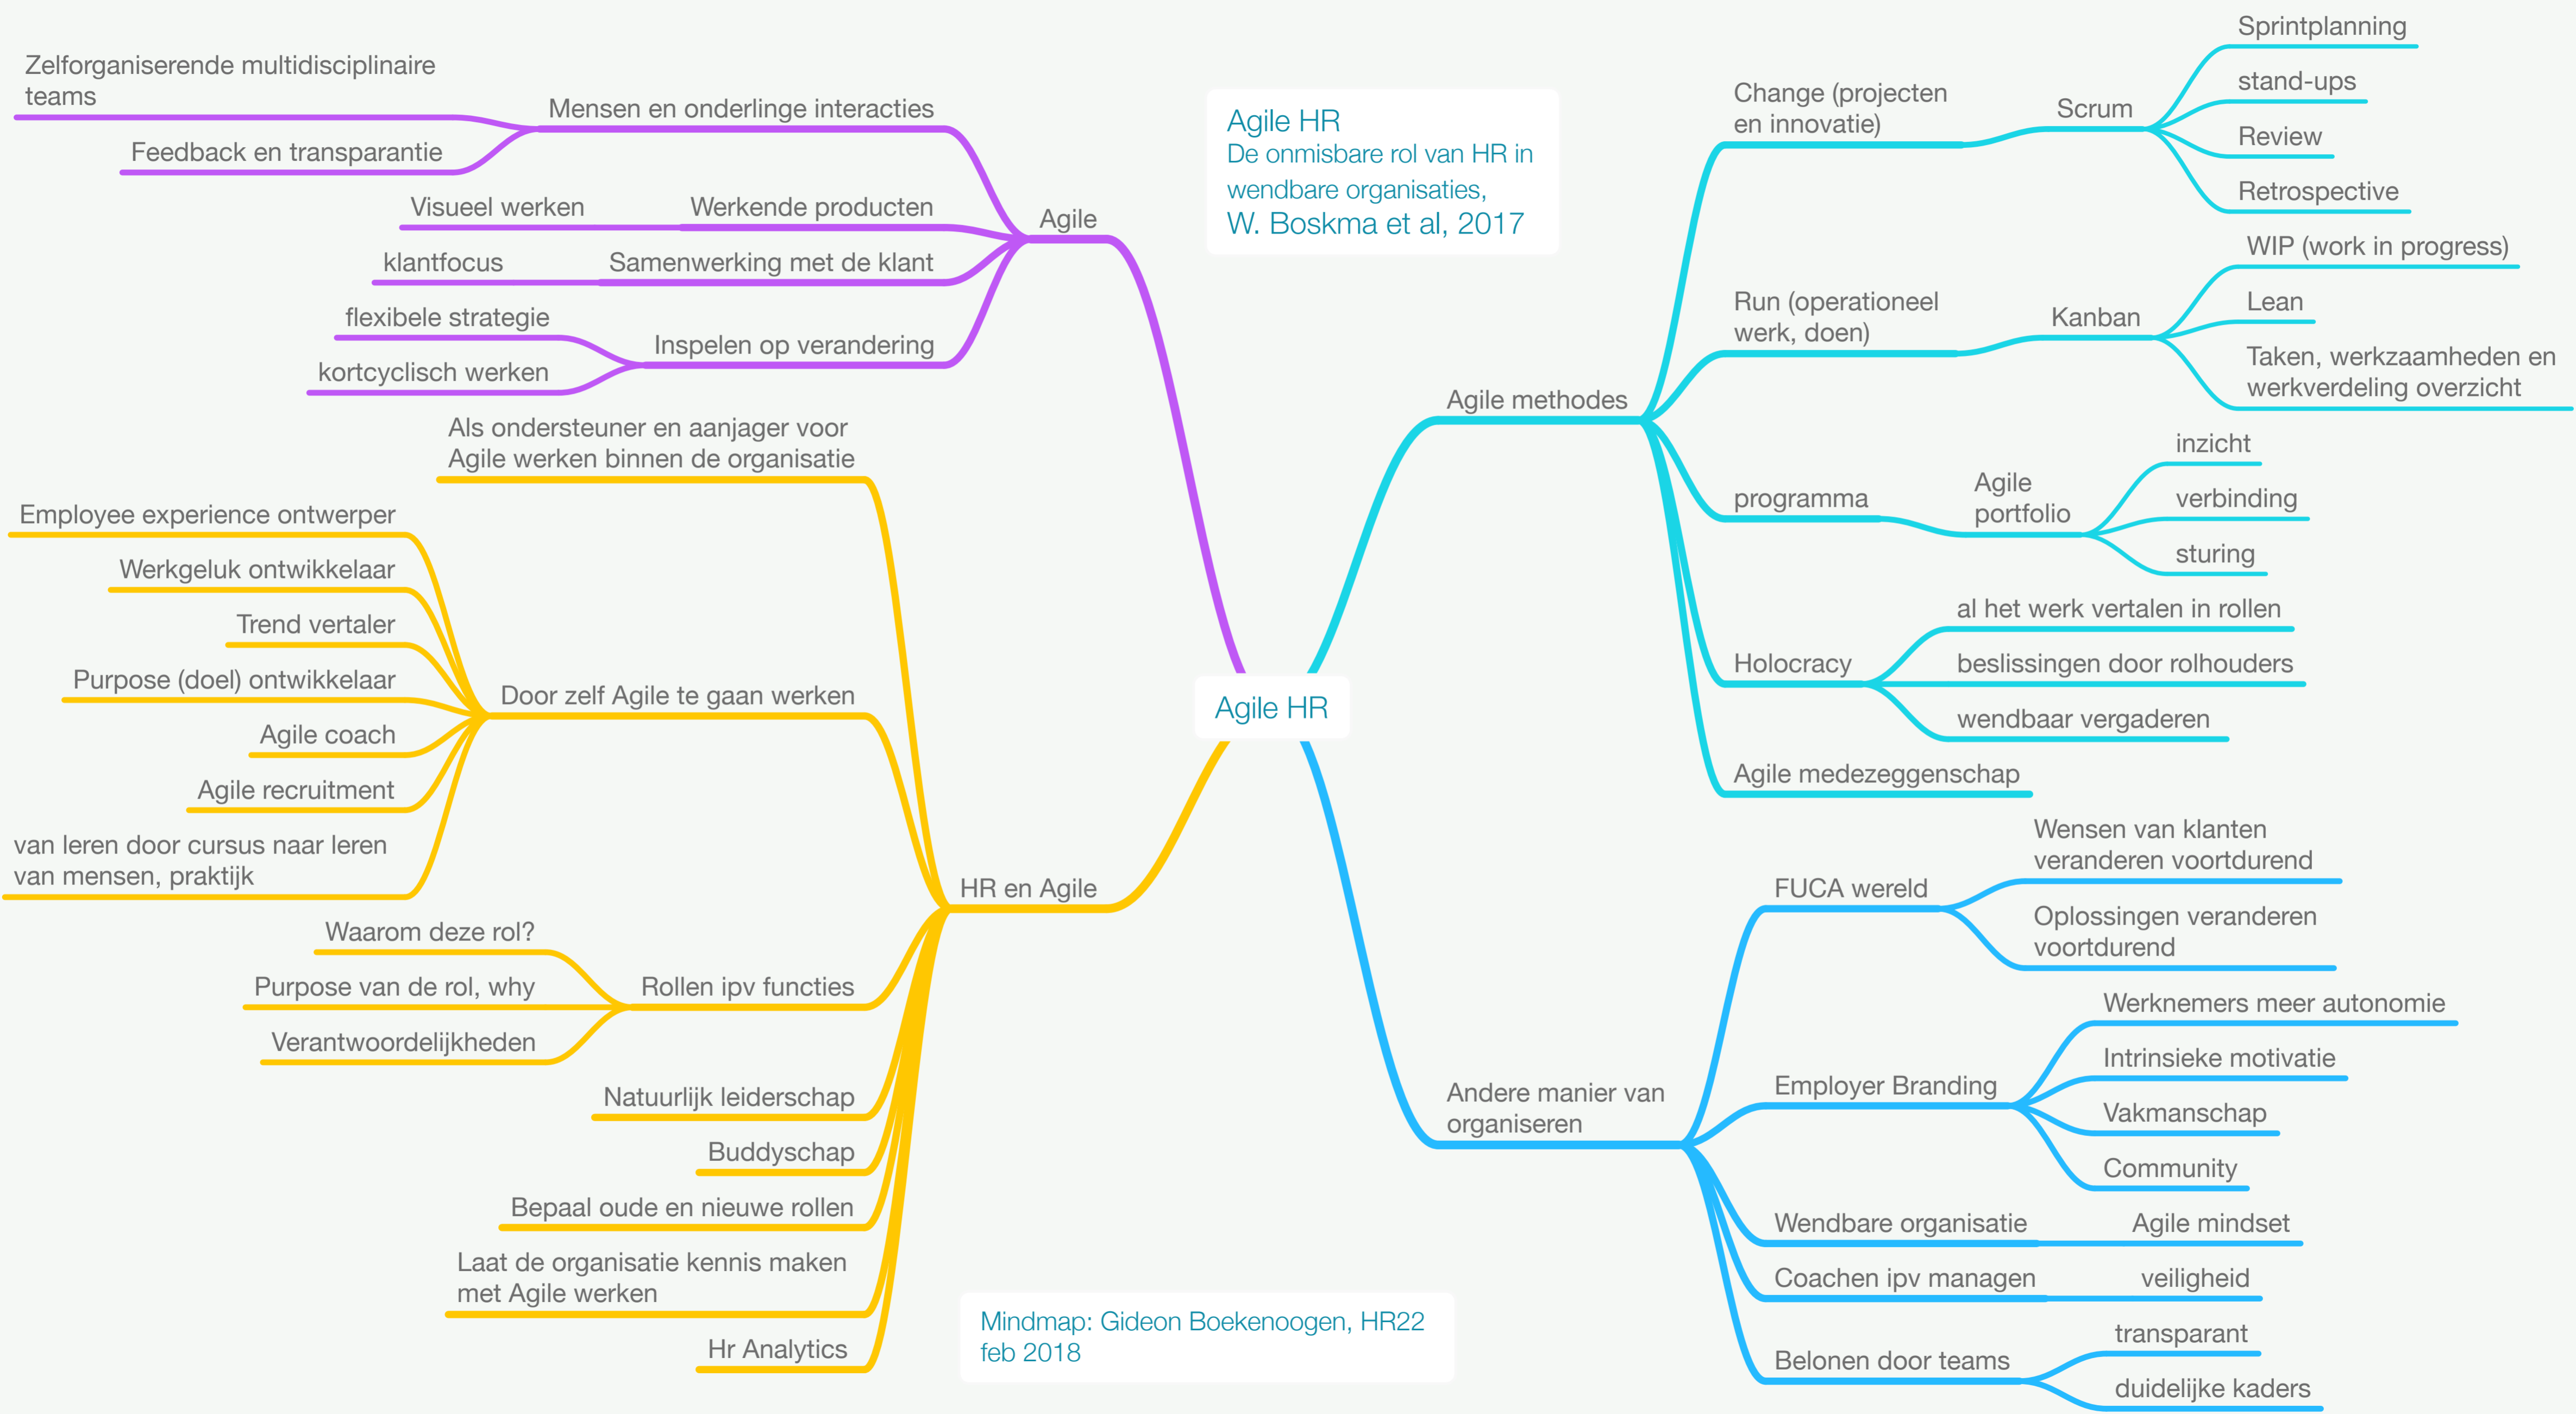 Agile HR
De onmisbare rol van HR in
wendbare organisaties,
W. Boskma et al, 2017
Agile HR
Agile
Mensen en onderlinge interacties
Zelforganiserende multidisciplinaire
teams
Feedback en transparantie
Werkende producten
Visueel werken
Samenwerking met de klant
klantfocus
Inspelen op verandering
flexibele strategie
kortcyclisch werken
HR en Agile
Als ondersteuner en aanjager voor
Agile werken binnen de organisatie
Door zelf Agile te gaan werken
Employee experience ontwerper
Werkgeluk ontwikkelaar
Trend vertaler
Purpose (doel) ontwikkelaar
Agile coach
Agile recruitment
van leren door cursus naar leren
van mensen, praktijk
Rollen ipv functies
Waarom deze rol?
Purpose van de rol, why
Verantwoordelijkheden
Natuurlijk leiderschap
Buddyschap
Bepaal oude en nieuwe rollen
Laat de organisatie kennis maken
met Agile werken
Hr Analytics
Agile methodes
Change (projecten
en innovatie)
Scrum
Sprintplanning
stand-ups
Review
Retrospective
Run (operationeel
werk, doen)
Kanban
WIP (work in progress)
Lean
Taken, werkzaamheden en
werkverdeling overzicht
programma
Agile
portfolio
inzicht
verbinding
sturing
Holocracy
al het werk vertalen in rollen
beslissingen door rolhouders
wendbaar vergaderen
Agile medezeggenschap
Andere manier van
organiseren
FUCA wereld
Wensen van klanten
veranderen voortdurend
Oplossingen veranderen
voortdurend
Employer Branding
Werknemers meer autonomie
Intrinsieke motivatie
Vakmanschap
Community
Wendbare organisatie
Agile mindset
Coachen ipv managen
veiligheid
Belonen door teams
transparant
duidelijke kaders
Mindmap: Gideon Boekenoogen, HR22
feb 2018